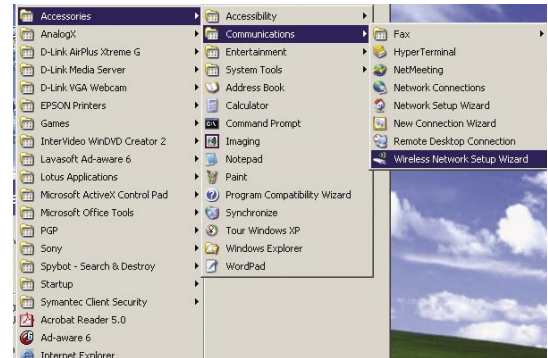 Accessories
AnalogX
D-Link AirPlus Xtreme G
D-Link Media Server
D-Link VGA Webcam
EPSON Printers
Games
InterVideo WinDVD Creator 2
Lavasoft Ad-aware 6
Lotus Applications
Microsoft ActiveX Control Pad
Microsoft Office Tools
PGP
Sony
Spybot - Search & Destroy
Startup
Symantec Client Security
Acrobat Reader 5.0
Ad-aware 6
Internet Explorer
Accessibility
Communications
Entertainment
System Tools
Address Book
Calculator
Command Prompt
Imaging
Notepad
Paint
Program Compatibility Wizard
Synchronize
Tour Windows XP
Windows Explorer
WordPad
Fax
HyperTerminal
NetMeeting
Network Connections
Network Setup Wizard
New Connection Wizard
Remote Desktop Connection
Wireless Network Setup Wizard